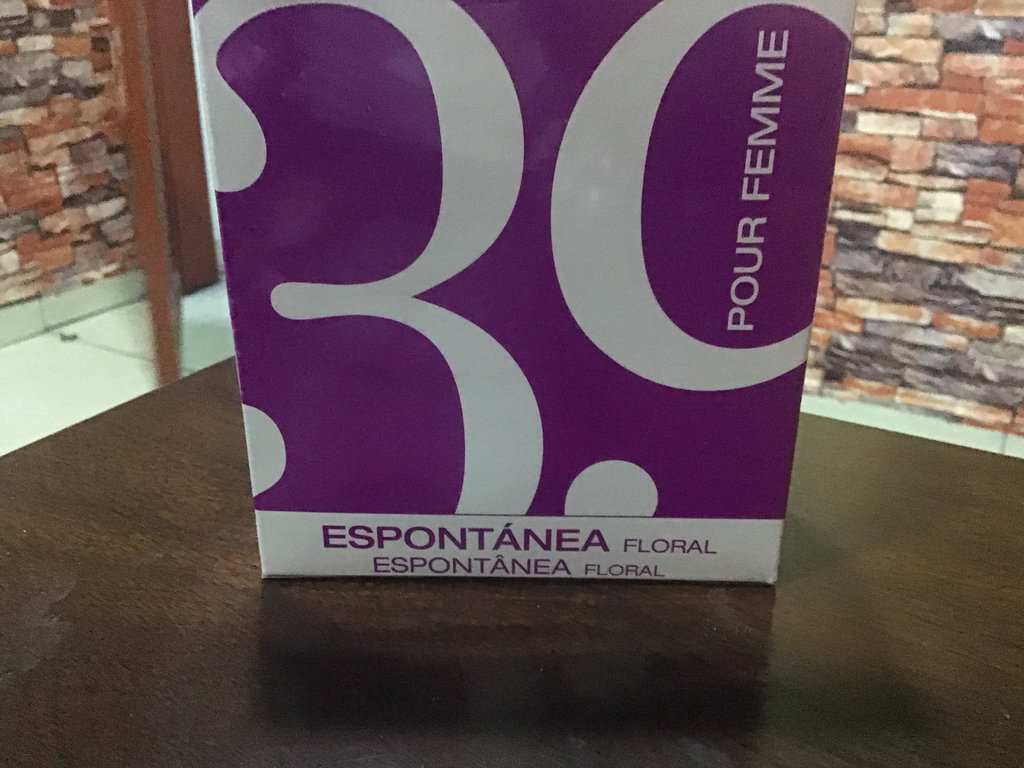 30
POUR FEMME
ESPONTÁNEA FLORAL
ESPONTÂNEA FLORAL